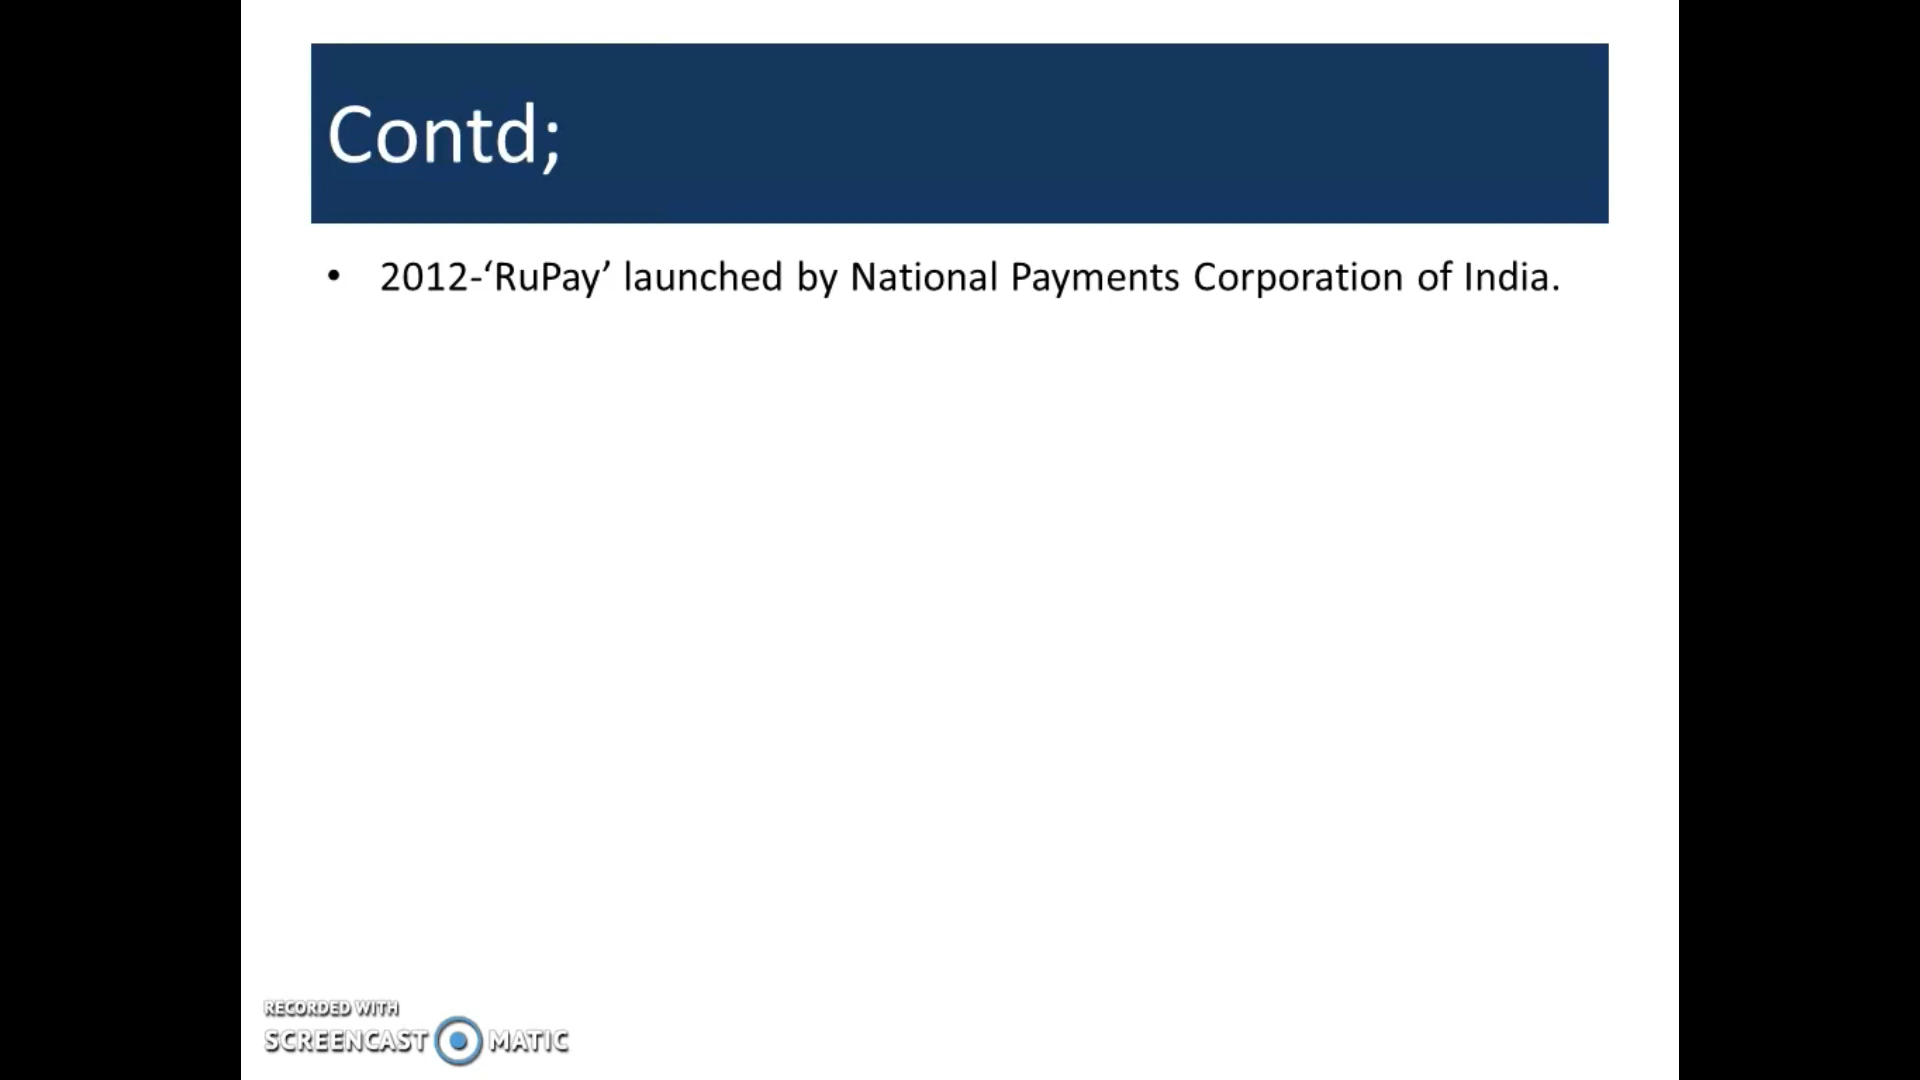 Contd;
• 2012-‘RuPay’ launched by National Payments Corporation of India.
RECORDED WITH
SCREENCAST MATIC